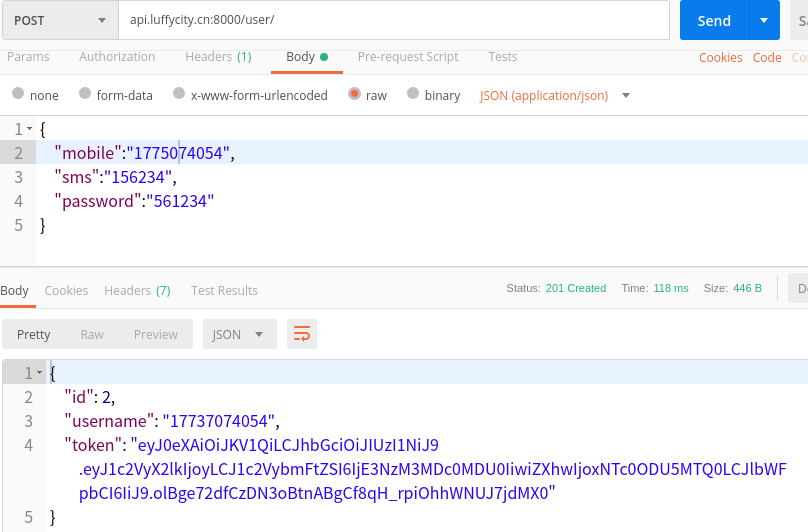 POST api.luffycity.cn:8000/user/ Send
Params Authorization Headers (1) Body Pre-request Script Tests Cookies Code
none form-data x-www-form-urlencoded raw binary JSON (application/json)
1 {
2 "mobile":"1775074054",
3 "sms":"156234",
4 "password":"561234"
5 }
Body Cookies Headers (7) Test Results Status: 201 Created Time: 118 ms Size: 446 B
Pretty Raw Preview JSON
1 {
2 "id": 2,
3 "username": "17737074054",
4 "token": "eyJ0eXAiOiJKV1QiLCJhbGciOiJIUzI1NiJ9
.eyJ1c2VyX2lkIjoyLCJ1c2VybmFtZSI6IjE3NzM3MDc0MDU0IiwiZXhwIjoxNTc0ODU5MTQ0LCJlbWF
pbCI6IiJ9.olBge72dfCzDN3oBtnABgCf8qH_rpiOhhWNUJ7jdMX0"
5 }